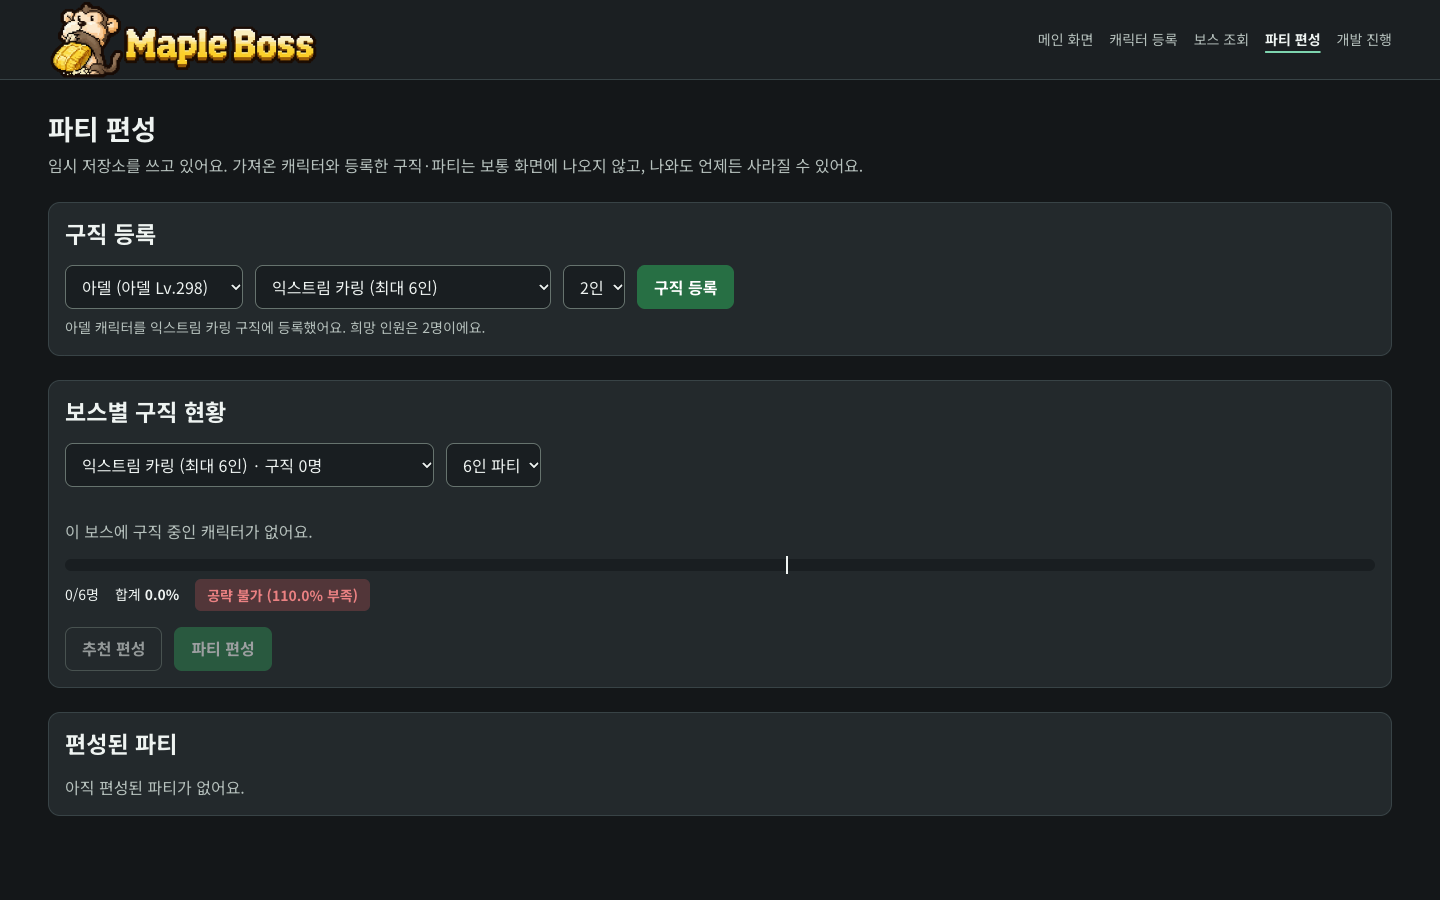 Maple Boss
메인 화면 캐릭터 등록 보스 조회 파티 편성 개발 진행
파티 편성
임시 저장소를 쓰고 있어요. 가져온 캐릭터와 등록한 구직·파티는 보통 화면에 나오지 않고, 나와도 언제든 사라질 수 있어요.
구직 등록
아델 (아델 Lv.298) 익스트림 카링 (최대 6인) 2인 구직 등록
아델 캐릭터를 익스트림 카링 구직에 등록했어요. 희망 인원은 2명이에요.
보스별 구직 현황
익스트림 카링 (최대 6인) · 구직 0명 6인 파티
이 보스에 구직 중인 캐릭터가 없어요.
0/6명 합계 0.0% 공략 불가 (110.0% 부족)
추천 편성 파티 편성
편성된 파티
아직 편성된 파티가 없어요.